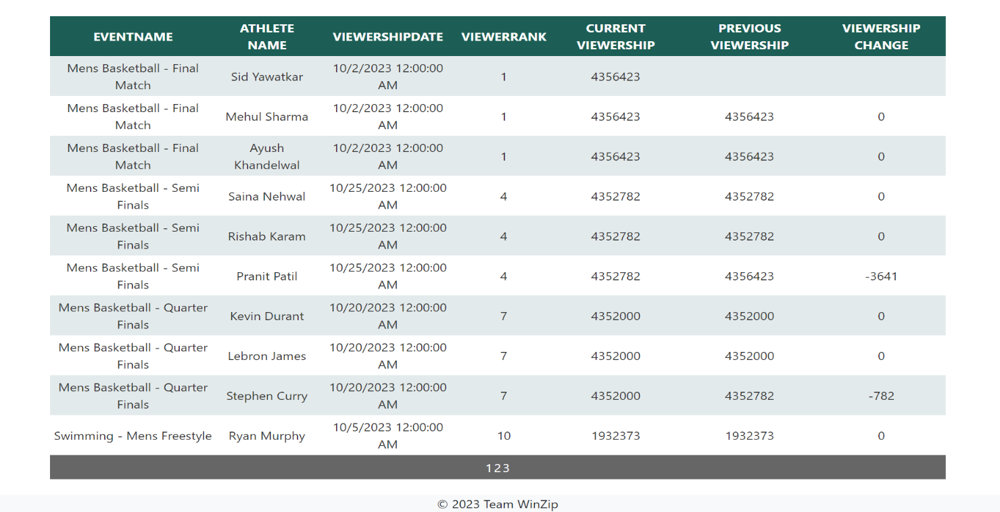 EVENTNAME ATHLETE NAME VIEWERSHIPDATE VIEWERRANK CURRENT VIEWERSHIP PREVIOUS VIEWERSHIP VIEWERSHIP CHANGE
Mens Basketball - Final Match Sid Yawatkar 10/2/2023 12:00:00 AM 1 4356423
Mens Basketball - Final Match Mehul Sharma 10/2/2023 12:00:00 AM 1 4356423 4356423 0
Mens Basketball - Final Match Ayush Khandelwal 10/2/2023 12:00:00 AM 1 4356423 4356423 0
Mens Basketball - Semi Finals Saina Nehwal 10/25/2023 12:00:00 AM 4 4352782 4352782 0
Mens Basketball - Semi Finals Rishab Karam 10/25/2023 12:00:00 AM 4 4352782 4352782 0
Mens Basketball - Semi Finals Pranit Patil 10/25/2023 12:00:00 AM 4 4352782 4356423 -3641
Mens Basketball - Quarter Finals Kevin Durant 10/20/2023 12:00:00 AM 7 4352000 4352000 0
Mens Basketball - Quarter Finals Lebron James 10/20/2023 12:00:00 AM 7 4352000 4352000 0
Mens Basketball - Quarter Finals Stephen Curry 10/20/2023 12:00:00 AM 7 4352000 4352782 -782
Swimming - Mens Freestyle Ryan Murphy 10/5/2023 12:00:00 AM 10 1932373 1932373 0
1 2 3
© 2023 Team WinZip